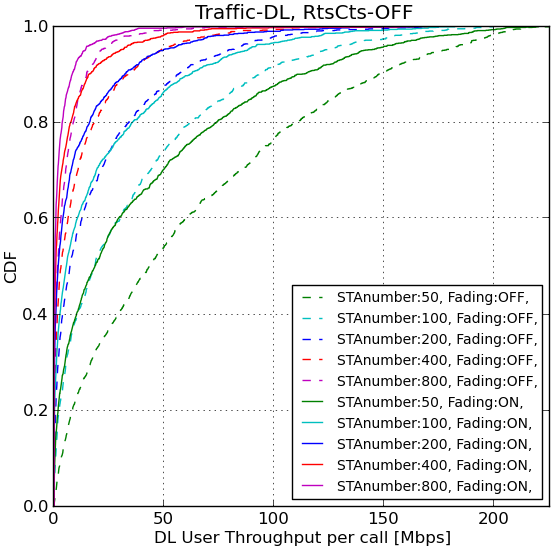 Traffic-DL, RtsCts-OFF
1.0
0.8
0.6
0.4
0.2
0.0
CDF
STAnumber:50, Fading:OFF,
STAnumber:100, Fading:OFF,
STAnumber:200, Fading:OFF,
STAnumber:400, Fading:OFF,
STAnumber:800, Fading:OFF,
STAnumber:50, Fading:ON,
STAnumber:100, Fading:ON,
STAnumber:200, Fading:ON,
STAnumber:400, Fading:ON,
STAnumber:800, Fading:ON,
0 50 100 150 200
DL User Throughput per call [Mbps]